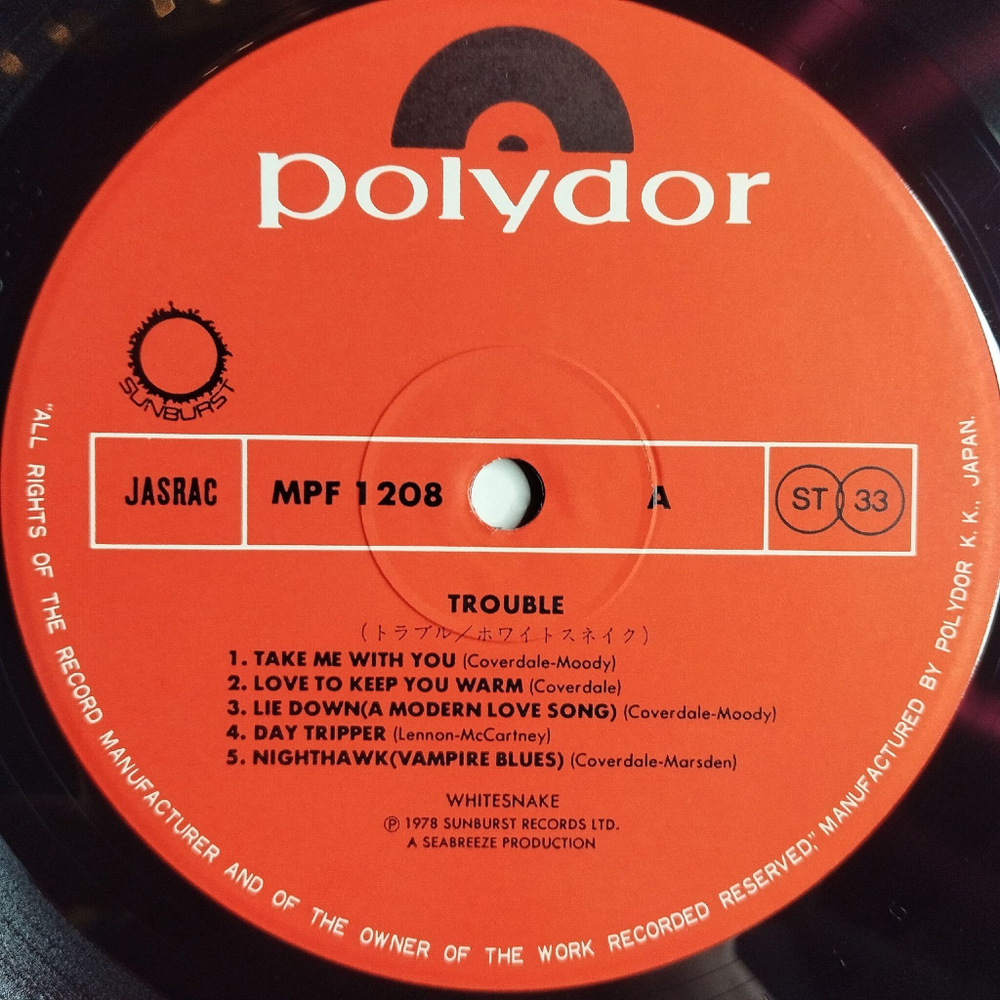 polydor
SUNBURST
JASRAC
MPF 1208
A
ST 33
TROUBLE
(トラブル/ホワイトスネイク)
1. TAKE ME WITH YOU (Coverdale-Moody)
2. LOVE TO KEEP YOU WARM (Coverdale)
3. LIE DOWN(A MODERN LOVE SONG) (Coverdale-Moody)
4. DAY TRIPPER (Lennon-McCartney)
5. NIGHTHAWK(VAMPIRE BLUES) (Coverdale-Marsden)
WHITESNAKE
℗ 1978 SUNBURST RECORDS LTD.
A SEABREEZE PRODUCTION
"ALL RIGHTS OF THE RECORD MANUFACTURER AND OF THE OWNER OF THE WORK RECORDED RESERVED," MANUFACTURED BY POLYDOR K.K., JAPAN.